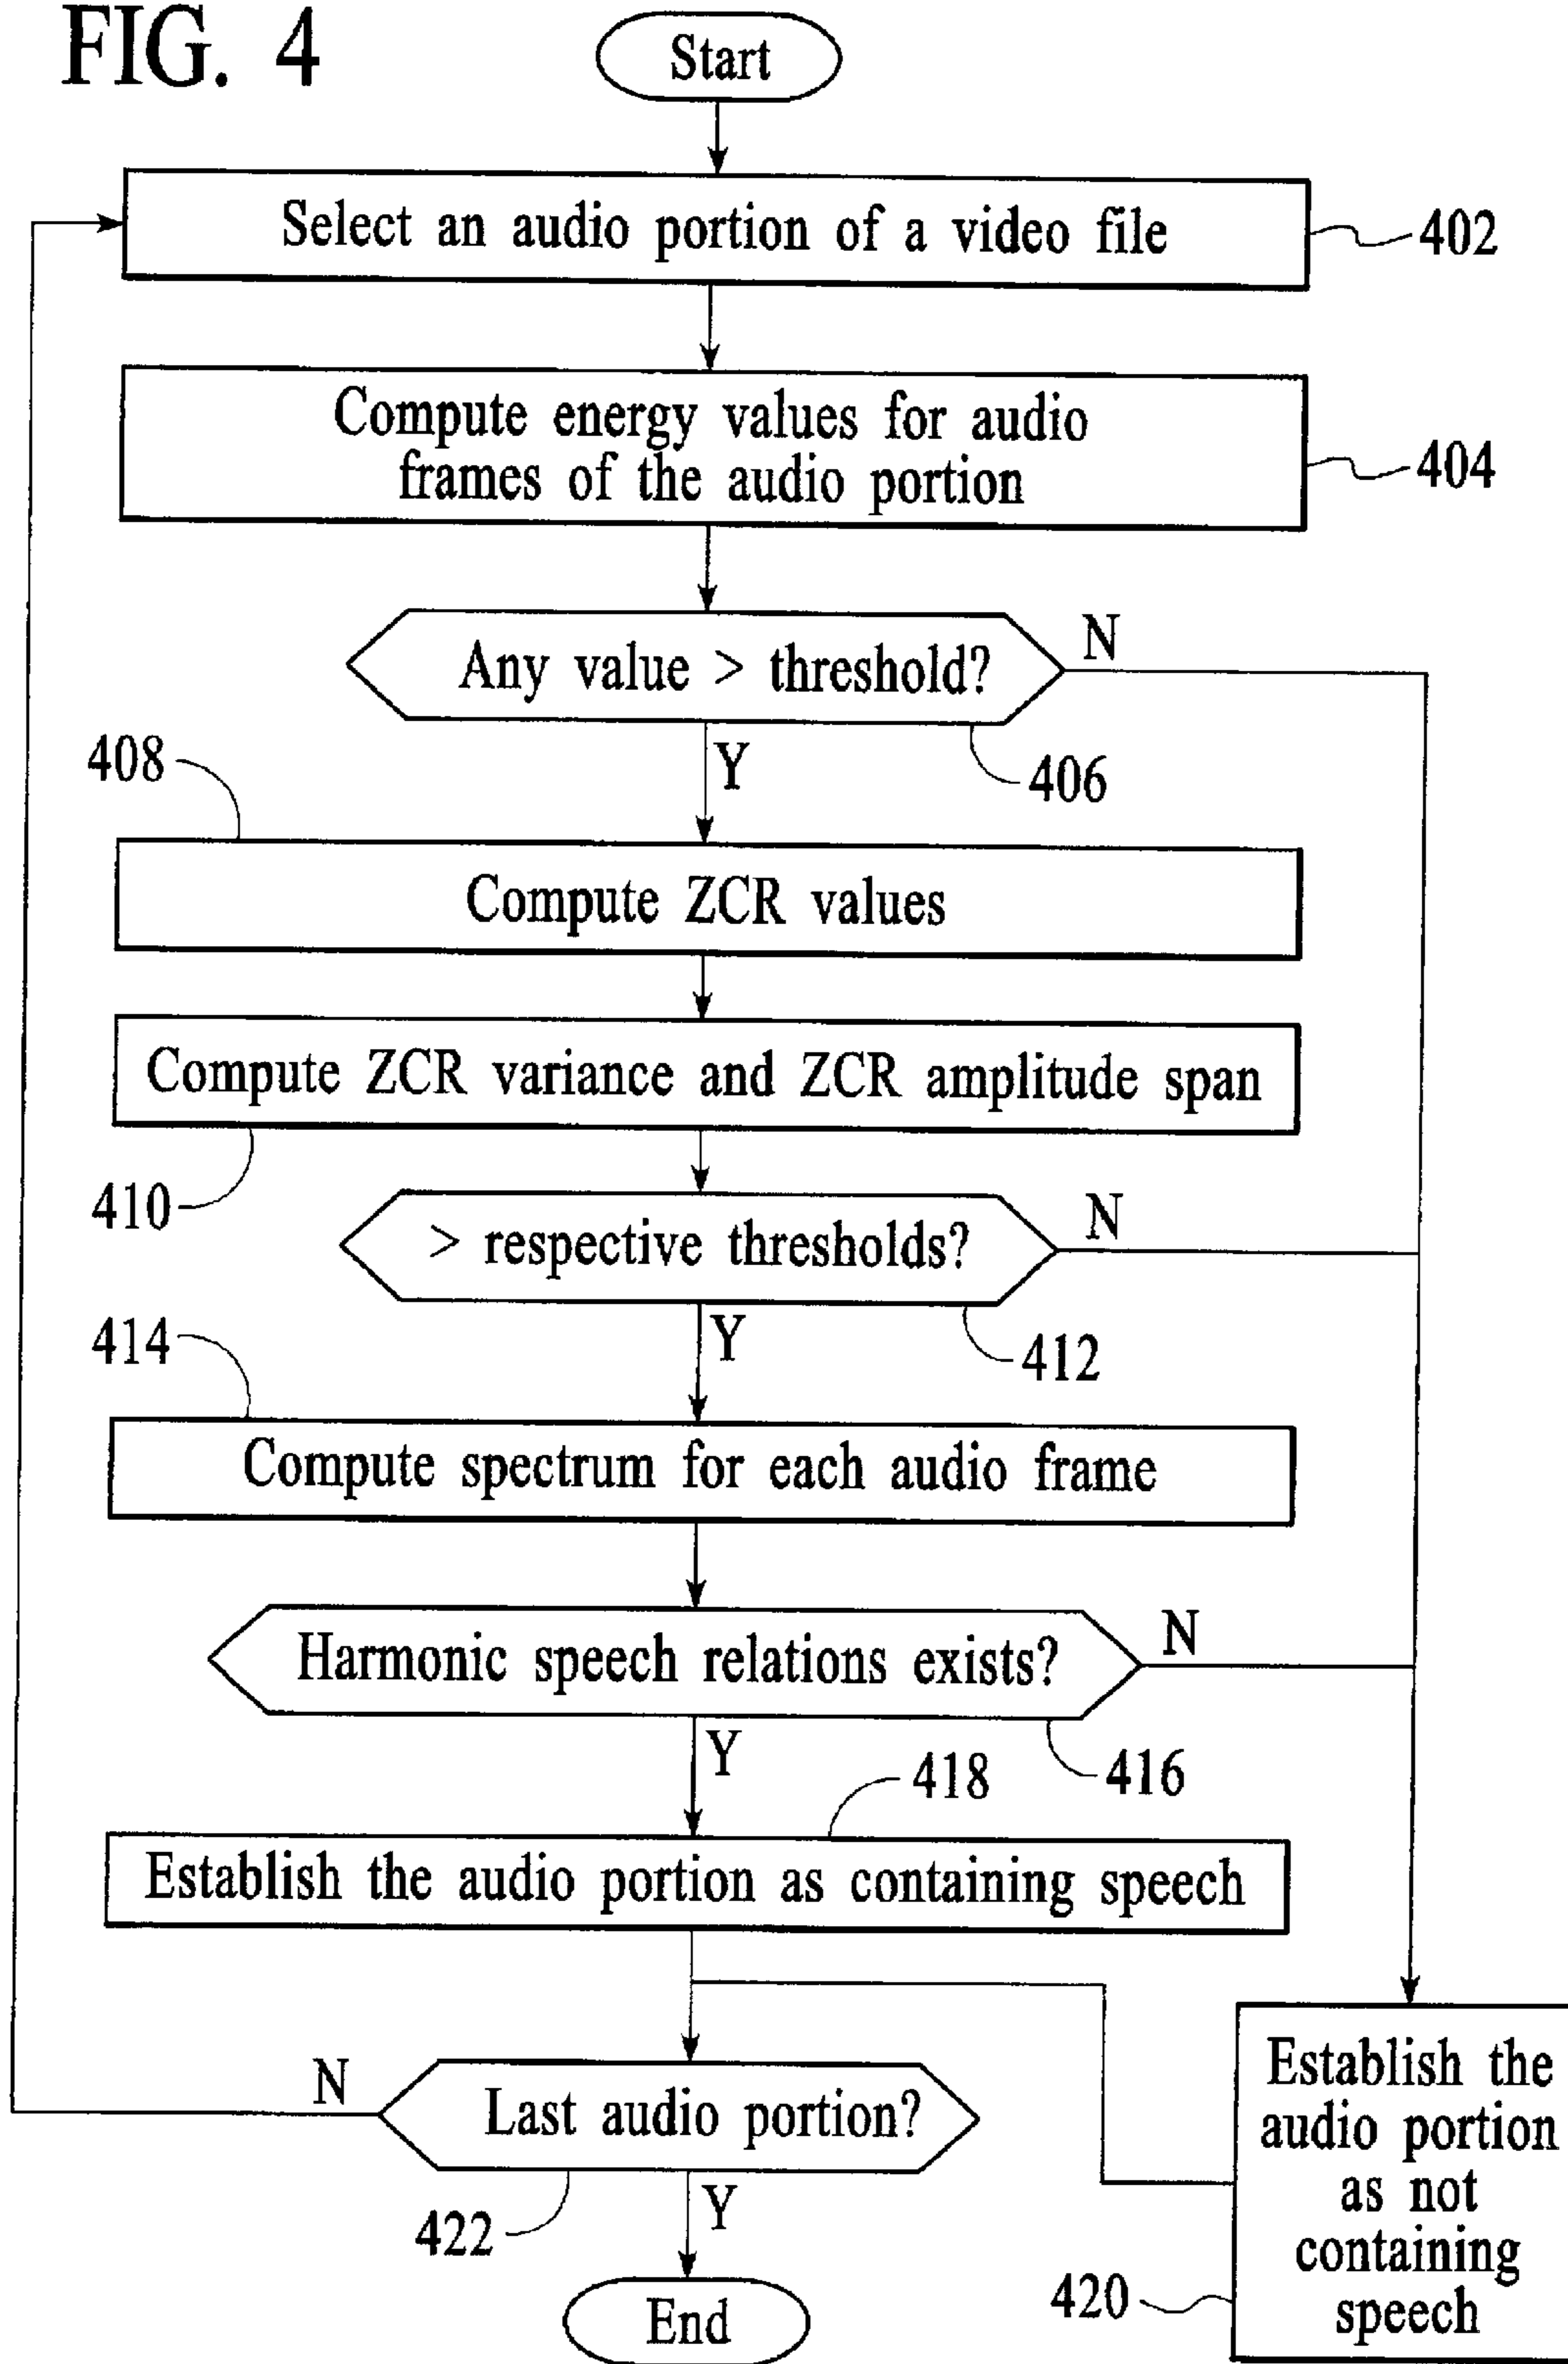 FIG. 4
Start
Select an audio portion of a video file
402
Compute energy values for audio
frames of the audio portion
404
Any value > threshold?
N
406
Y
408
Compute ZCR values
Compute ZCR variance and ZCR amplitude span
410
> respective thresholds?
N
412
Y
414
Compute spectrum for each audio frame
Harmonic speech relations exists?
N
416
Y
418
Establish the audio portion as containing speech
Last audio portion?
N
422
Y
End
Establish the
audio portion
as not
containing
speech
420